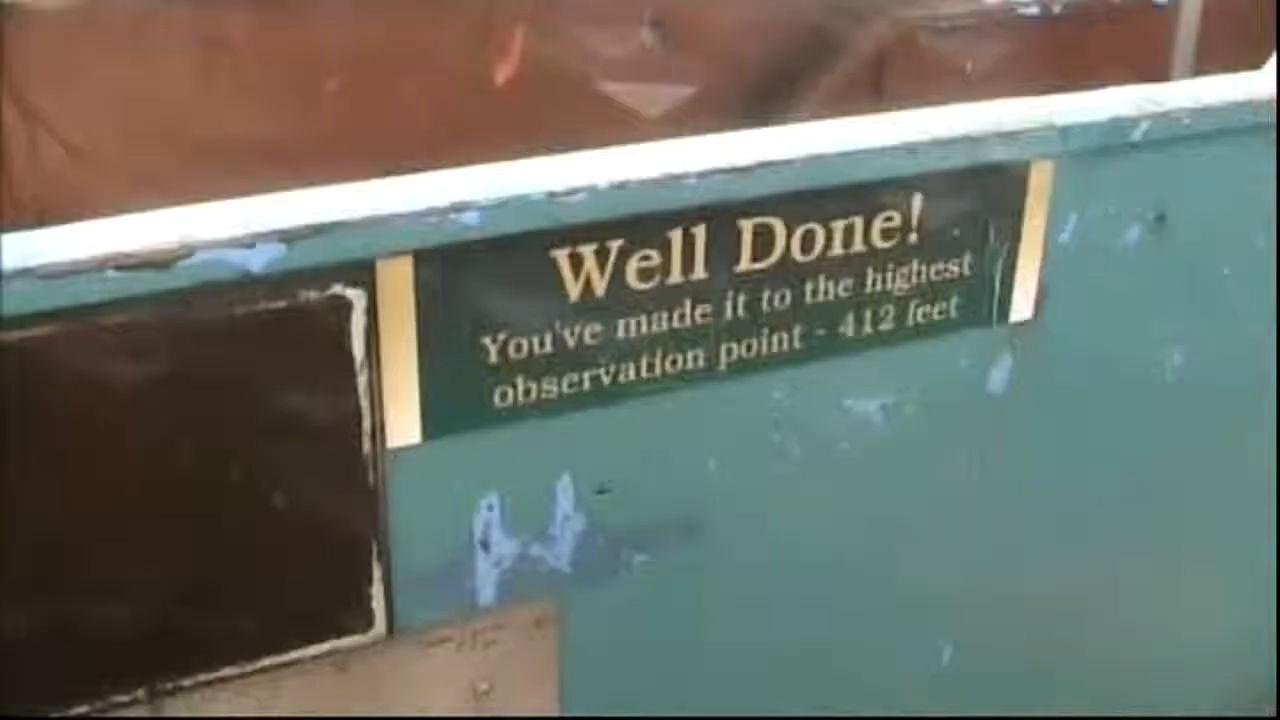 Well Done!
You've made it to the highest
observation point - 412 feet